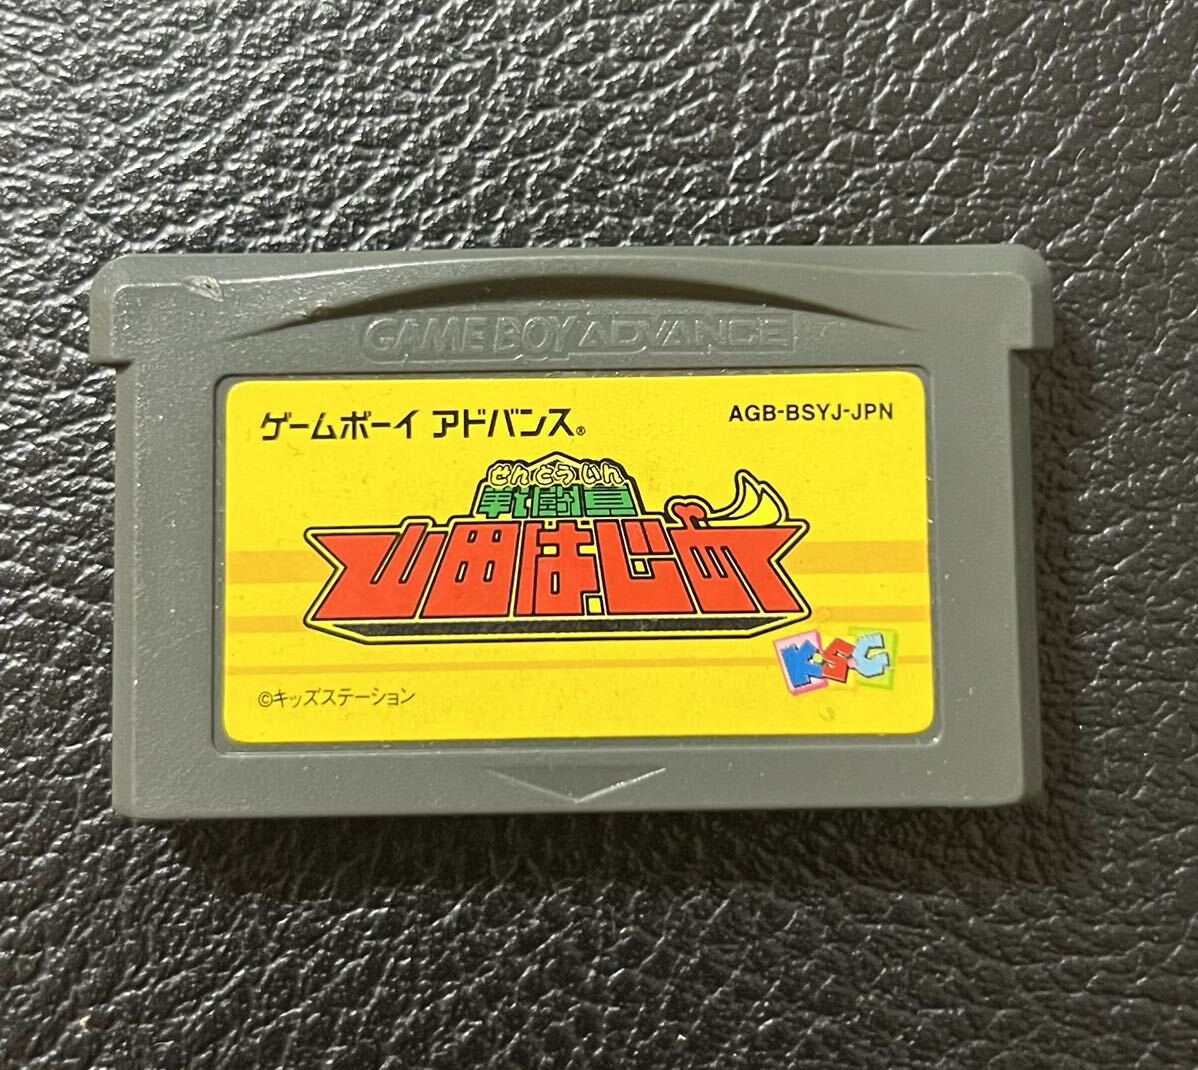 GAME BOY ADVANCE
ゲームボーイ アドバンス®
AGB-BSYJ-JPN
せんとういん
戦闘員
山田はじめ
K・S・C
©キッズステーション